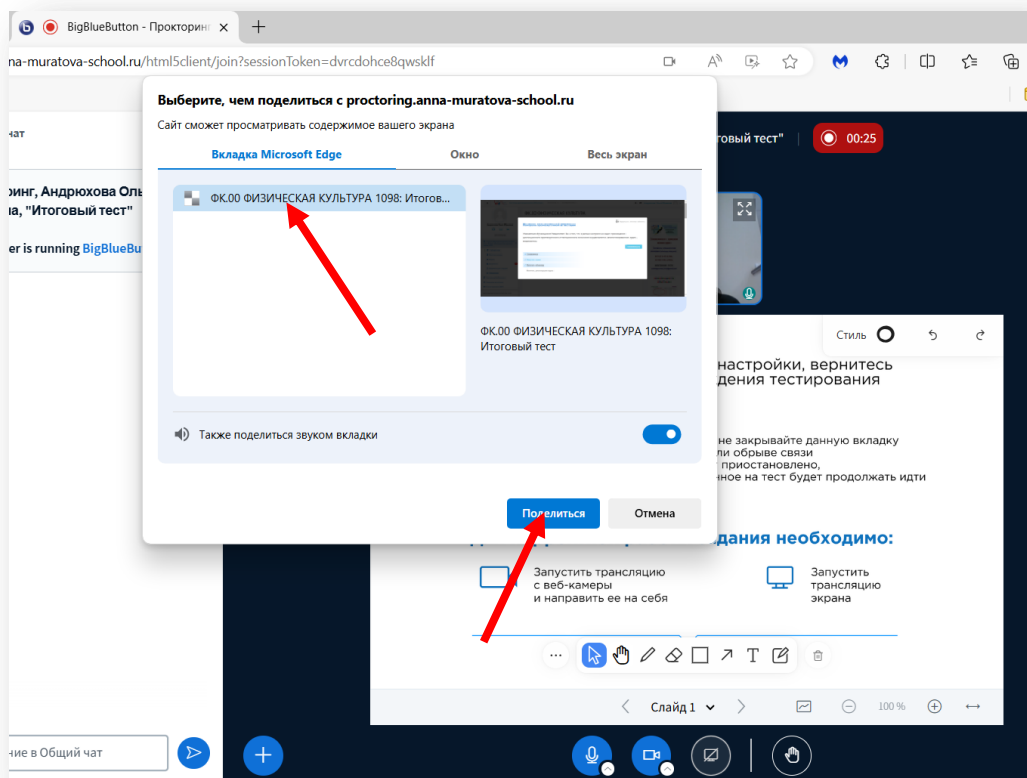 BigBlueButton - Прокторинг
na-muratova-school.ru/html5client/join?sessionToken=dvrcdohce8qwsklf
Выберите, чем поделиться с proctoring.anna-muratova-school.ru
Сайт сможет просматривать содержимое вашего экрана
Вкладка Microsoft Edge
Окно
Весь экран
ФК.00 ФИЗИЧЕСКАЯ КУЛЬТУРА 1098: Итогов...
ФК.00 ФИЗИЧЕСКАЯ КУЛЬТУРА 1098:
Итоговый тест
Также поделиться звуком вкладки
Поделиться
Отмена
нг, Андрюхова Оль
а, "Итоговый тест"
er is running BigBlueBu
товый тест"
00:25
Стиль
настройки, вернитесь
дения тестирования
не закрывайте данную вкладку
ли обрыве связи
приостановлено,
нное на тест будет продолжать идти
дания необходимо:
Запустить трансляцию
с веб-камеры
и направить ее на себя
Запустить
трансляцию
экрана
Слайд 1
100 %
ние в Общий чат